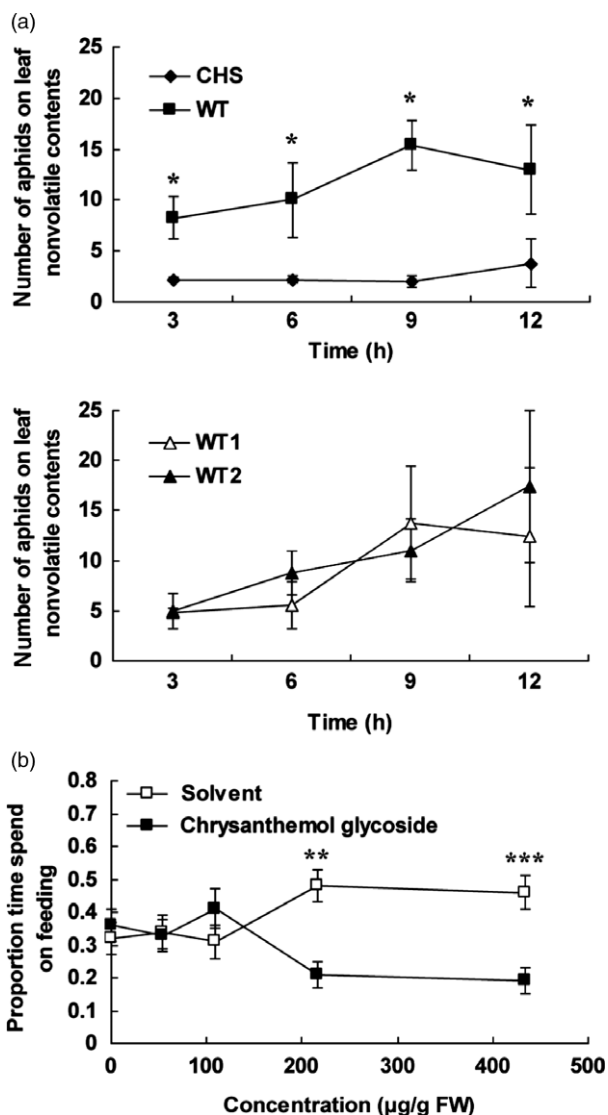 (a)
Number of aphids on leaf
nonvolatile contents
25
20
15
10
5
0
CHS
WT
*
*
*
*
3 6 9 12
Time (h)
Number of aphids on leaf
nonvolatile contents
25
20
15
10
5
0
WT1
WT2
3 6 9 12
Time (h)
(b)
Proportion time spend
on feeding
0.8
0.7
0.6
0.5
0.4
0.3
0.2
0.1
0
Solvent
Chrysanthemol glycoside
**
***
0 100 200 300 400 500
Concentration (µg/g FW)